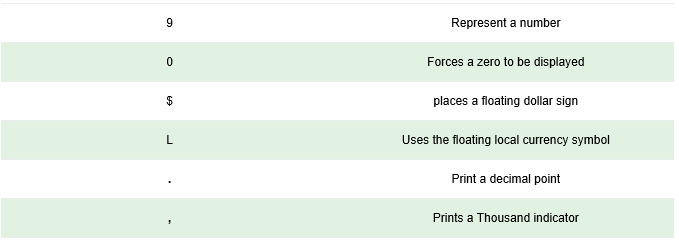 9 Represent a number
0 Forces a zero to be displayed
$ places a floating dollar sign
L Uses the floating local currency symbol
. Print a decimal point
, Prints a Thousand indicator